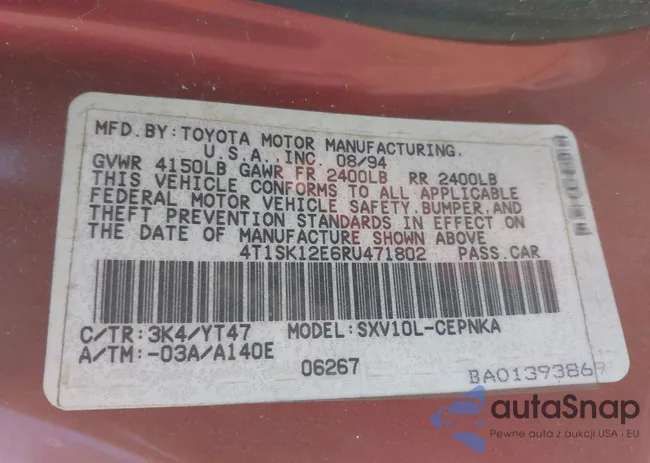 MFD.BY:TOYOTA MOTOR MANUFACTURING,
U.S.A.,INC. 08/94
GVWR 4150LB GAWR FR 2400LB RR 2400LB
THIS VEHICLE CONFORMS TO ALL APPLICABLE
FEDERAL MOTOR VEHICLE SAFETY,BUMPER,AND
THEFT PREVENTION STANDARDS IN EFFECT ON
THE DATE OF MANUFACTURE SHOWN ABOVE
4T1SK12E6RU471802 PASS.CAR
C/TR:3K4/YT47 MODEL:SXV10L-CEPNKA
A/TM:-03A/A140E 06267
BA01393869
autaSnap
Pewne auta z aukcji USA i EU